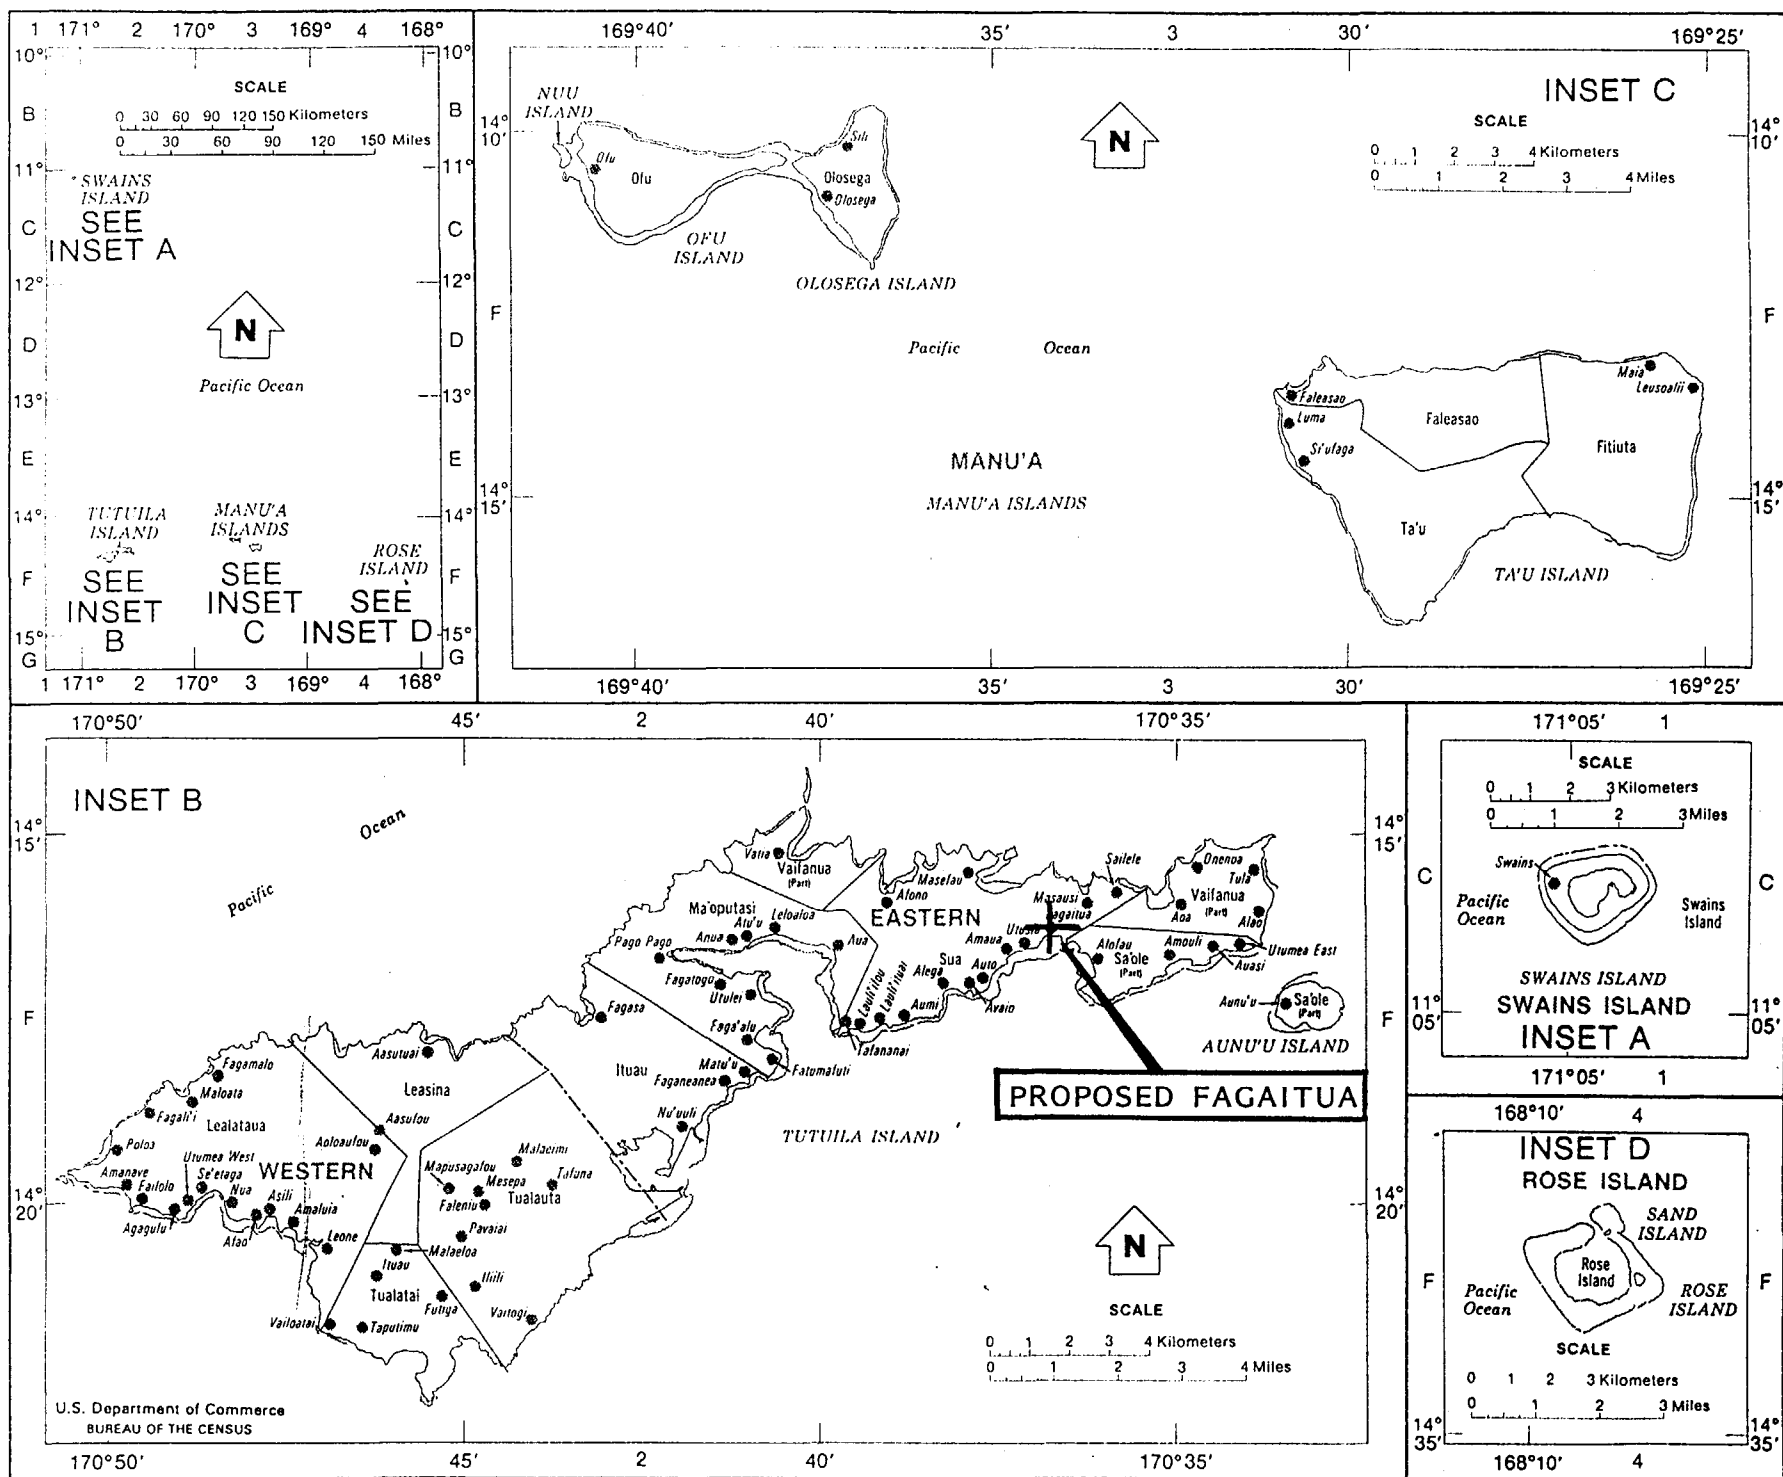 1 171° 2 170° 3 169° 4 168°
10° 10°
SCALE
0 30 60 90 120 150 Kilometers
0 30 60 90 120 150 Miles
B B
11° 11°
SWAINS
ISLAND
SEE
INSET A
C C
12° 12°
N
D D
Pacific Ocean
13° 13°
E E
14° 14°
TUTUILA
ISLAND
SEE
INSET
B
MANU'A
ISLANDS
SEE
INSET
C
ROSE
ISLAND
SEE
INSET D
F F
15° 15°
G G
1 171° 2 170° 3 169° 4 168°
169°40' 35' 3 30' 169°25'
INSET C
NUU
ISLAND
14°
10'
14°
10'
N
SCALE
0 1 2 3 4 Kilometers
0 1 2 3 4 Miles
Sili
Ofu
Ofu
Olosega
Olosega
OFU
ISLAND
OLOSEGA ISLAND
F F
Pacific Ocean
Maia
Leusoalii
Faleasao
Luma
Faleasao
Si'ufaga
Fitiuta
MANU'A
MANU'A ISLANDS
14°
15'
14°
15'
Ta'u
TA'U ISLAND
169°40' 35' 3 30' 169°25'
170°50' 45' 2 40' 170°35'
INSET B
Pacific Ocean
14°
15'
14°
15'
Vatia
Vaifanua
(Part)
Afono
Masefau
Sailele
Onenoa
Tula
Masausi
Fagaitua
Vaifanua
(Part)
Aoa
Alao
Ma'oputasi
Leloaloa
Atu'u
Anua
Pago Pago
Aua
EASTERN
Amaua
Utusia
Sua
Auto
Alega
Avaio
Aumi
Lauli'ifou
Lauli'ituai
Tafananai
Alofau
Sa'ole
(Part)
Amouli
Auasi
Utumea East
Aunu'u
Sa'ole
(Part)
AUNU'U ISLAND
Fagatogo
Utulei
Fagasa
Faga'alu
Fatumafuti
Matu'u
Faganeanea
Ituau
Nu'uuli
F F
PROPOSED FAGAITUA
TUTUILA ISLAND
Aasutuai
Leasina
Aasufou
Aoloaufou
Fagamalo
Maloata
Fagali'i
Lealataua
Poloa
Utumea West
Se'etaga
Amanave
Failolo
Nua
Asili
WESTERN
Agagulu
Afao
Amaluia
Leone
Malaeimi
Mapusagafou
Mesepa
Tafuna
Faleniu
Tualauta
Pavaiai
Malaeloa
Ituau
Iliili
Tualatai
Futiga
Vaitogi
Vailoatai
Taputimu
14°
20'
14°
20'
N
SCALE
0 1 2 3 4 Kilometers
0 1 2 3 4 Miles
U.S. Department of Commerce
BUREAU OF THE CENSUS
170°50' 45' 2 40' 170°35'
171°05' 1
SCALE
0 1 2 3 Kilometers
0 1 2 3 Miles
Swains
C C
Pacific
Ocean
Swains
Island
SWAINS ISLAND
SWAINS ISLAND
INSET A
11°
05'
11°
05'
171°05' 1
168°10' 4
INSET D
ROSE ISLAND
SAND
ISLAND
Rose
Island
F F
Pacific
Ocean
ROSE
ISLAND
SCALE
0 1 2 3 Kilometers
0 1 2 3 Miles
14°
35'
14°
35'
168°10' 4